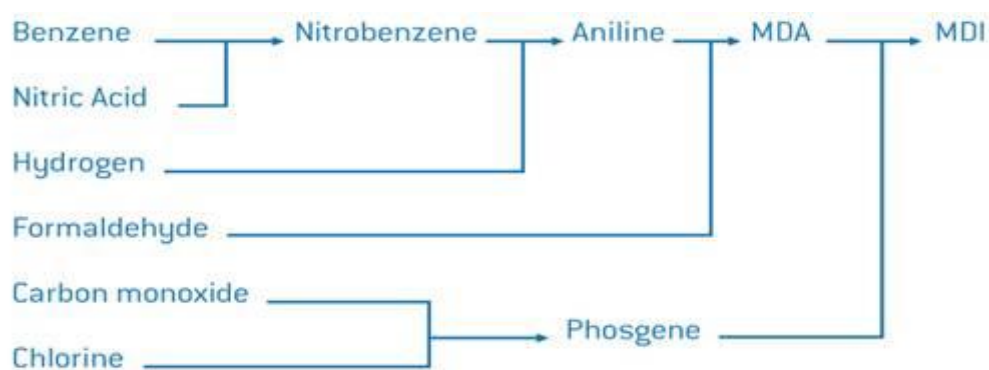 Benzene Nitrobenzene Aniline MDA MDI
Nitric Acid
Hydrogen
Formaldehyde
Carbon monoxide
Phosgene
Chlorine